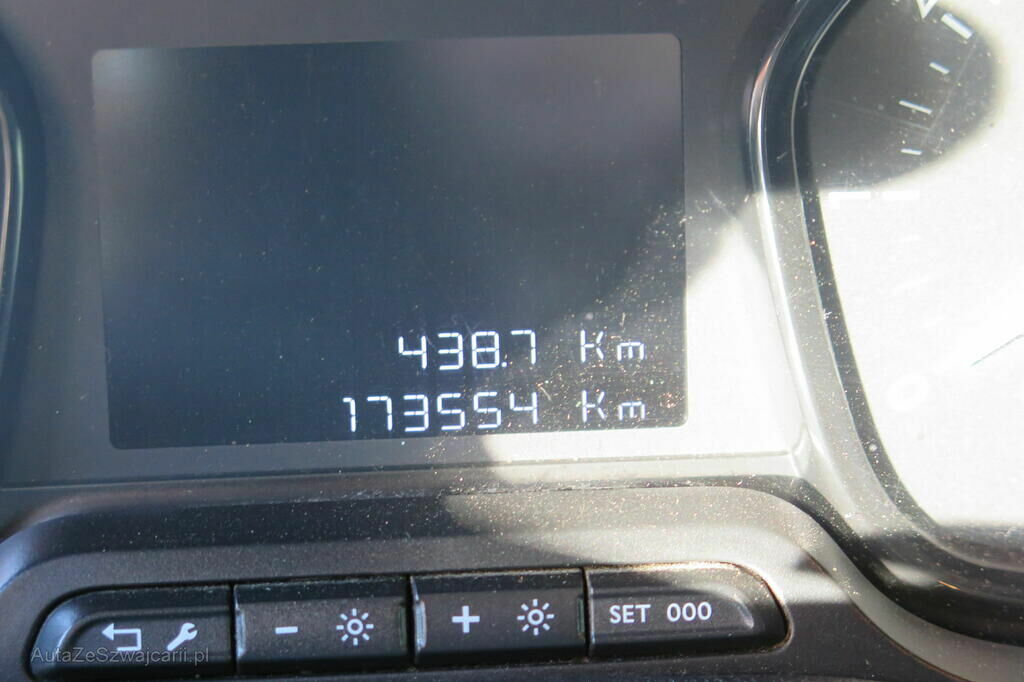 438.7 Km
173554 Km
- +
SET 000
AutaZeSzwajcarii.pl